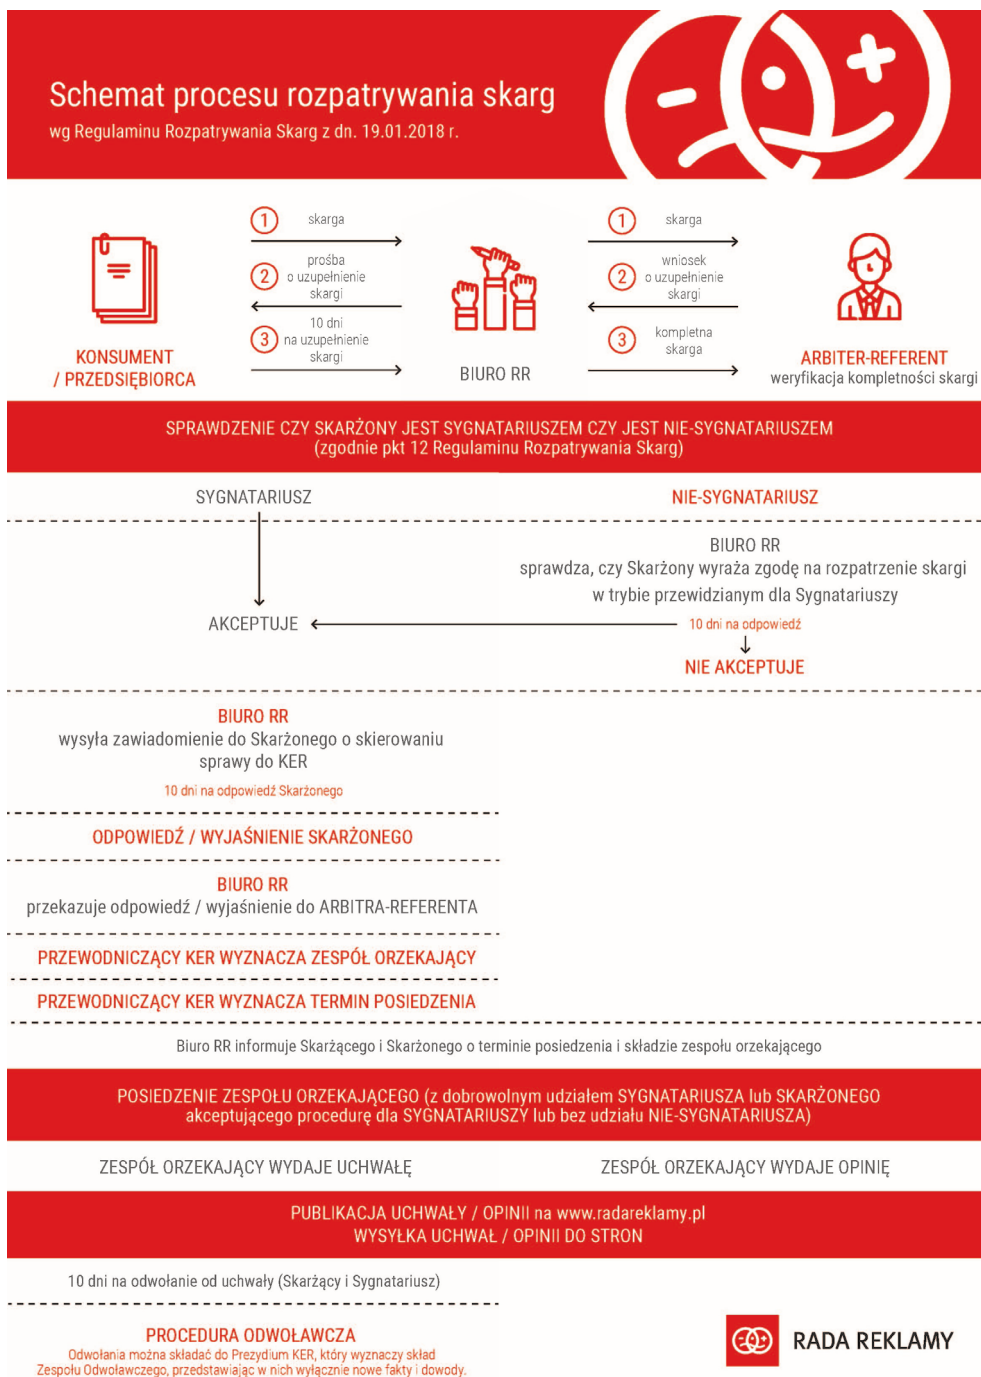 Schemat procesu rozpatrywania skarg
wg Regulaminu Rozpatrywania Skarg z dn. 19.01.2018 r.
1 skarga
2 prośba
o uzupełnienie
skargi
3 10 dni
na uzupełnienie
skargi
1 skarga
2 wniosek
o uzupełnienie
skargi
3 kompletna
skarga
KONSUMENT
/ PRZEDSIĘBIORCA
BIURO RR
ARBITER-REFERENT
weryfikacja kompletności skargi
SPRAWDZENIE CZY SKARŻONY JEST SYGNATARIUSZEM CZY JEST NIE-SYGNATARIUSZEM
(zgodnie pkt 12 Regulaminu Rozpatrywania Skarg)
SYGNATARIUSZ
NIE-SYGNATARIUSZ
BIURO RR
sprawdza, czy Skarżony wyraża zgodę na rozpatrzenie skargi
w trybie przewidzianym dla Sygnatariuszy
AKCEPTUJE
10 dni na odpowiedź
NIE AKCEPTUJE
BIURO RR
wysyła zawiadomienie do Skarżonego o skierowaniu
sprawy do KER
10 dni na odpowiedź Skarżonego
ODPOWIEDŹ / WYJAŚNIENIE SKARŻONEGO
BIURO RR
przekazuje odpowiedź / wyjaśnienie do ARBITRA-REFERENTA
PRZEWODNICZĄCY KER WYZNACZA ZESPÓŁ ORZEKAJĄCY
PRZEWODNICZĄCY KER WYZNACZA TERMIN POSIEDZENIA
Biuro RR informuje Skarżącego i Skarżonego o terminie posiedzenia i składzie zespołu orzekającego
POSIEDZENIE ZESPOŁU ORZEKAJĄCEGO (z dobrowolnym udziałem SYGNATARIUSZA lub SKARŻONEGO
akceptującego procedurę dla SYGNATARIUSZY lub bez udziału NIE-SYGNATARIUSZA)
ZESPÓŁ ORZEKAJĄCY WYDAJE UCHWAŁĘ
ZESPÓŁ ORZEKAJĄCY WYDAJE OPINIĘ
PUBLIKACJA UCHWAŁY / OPINII na www.radareklamy.pl
WYSYŁKA UCHWAŁ / OPINII DO STRON
10 dni na odwołanie od uchwały (Skarżący i Sygnatariusz)
PROCEDURA ODWOŁAWCZA
Odwołania można składać do Prezydium KER, który wyznaczy skład
Zespołu Odwoławczego, przedstawiając w nich wyłącznie nowe fakty i dowody.
RADA REKLAMY